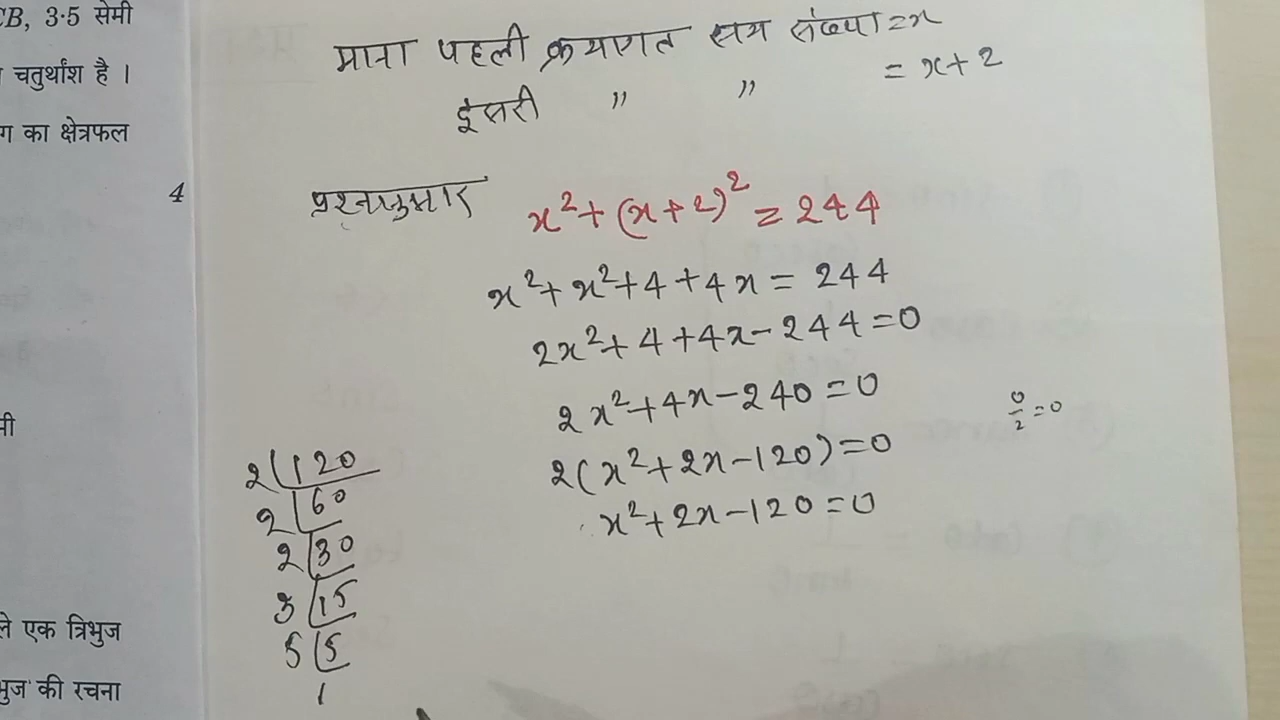 CB, 3·5 सेमी
चतुर्थांश है ।
ग का क्षेत्रफल
4
मी
ले एक त्रिभुज
भुज की रचना
माना पहली क्रमागत सम संख्या = x
दूसरी " " = x + 2
प्रश्नानुसार x² + (x + 2)² = 244
x² + x² + 4 + 4x = 244
2x² + 4 + 4x - 244 = 0
2x² + 4x - 240 = 0
0/2 = 0
2(x² + 2x - 120) = 0
x² + 2x - 120 = 0
2 120
2 60
2 30
3 15
5 5
1